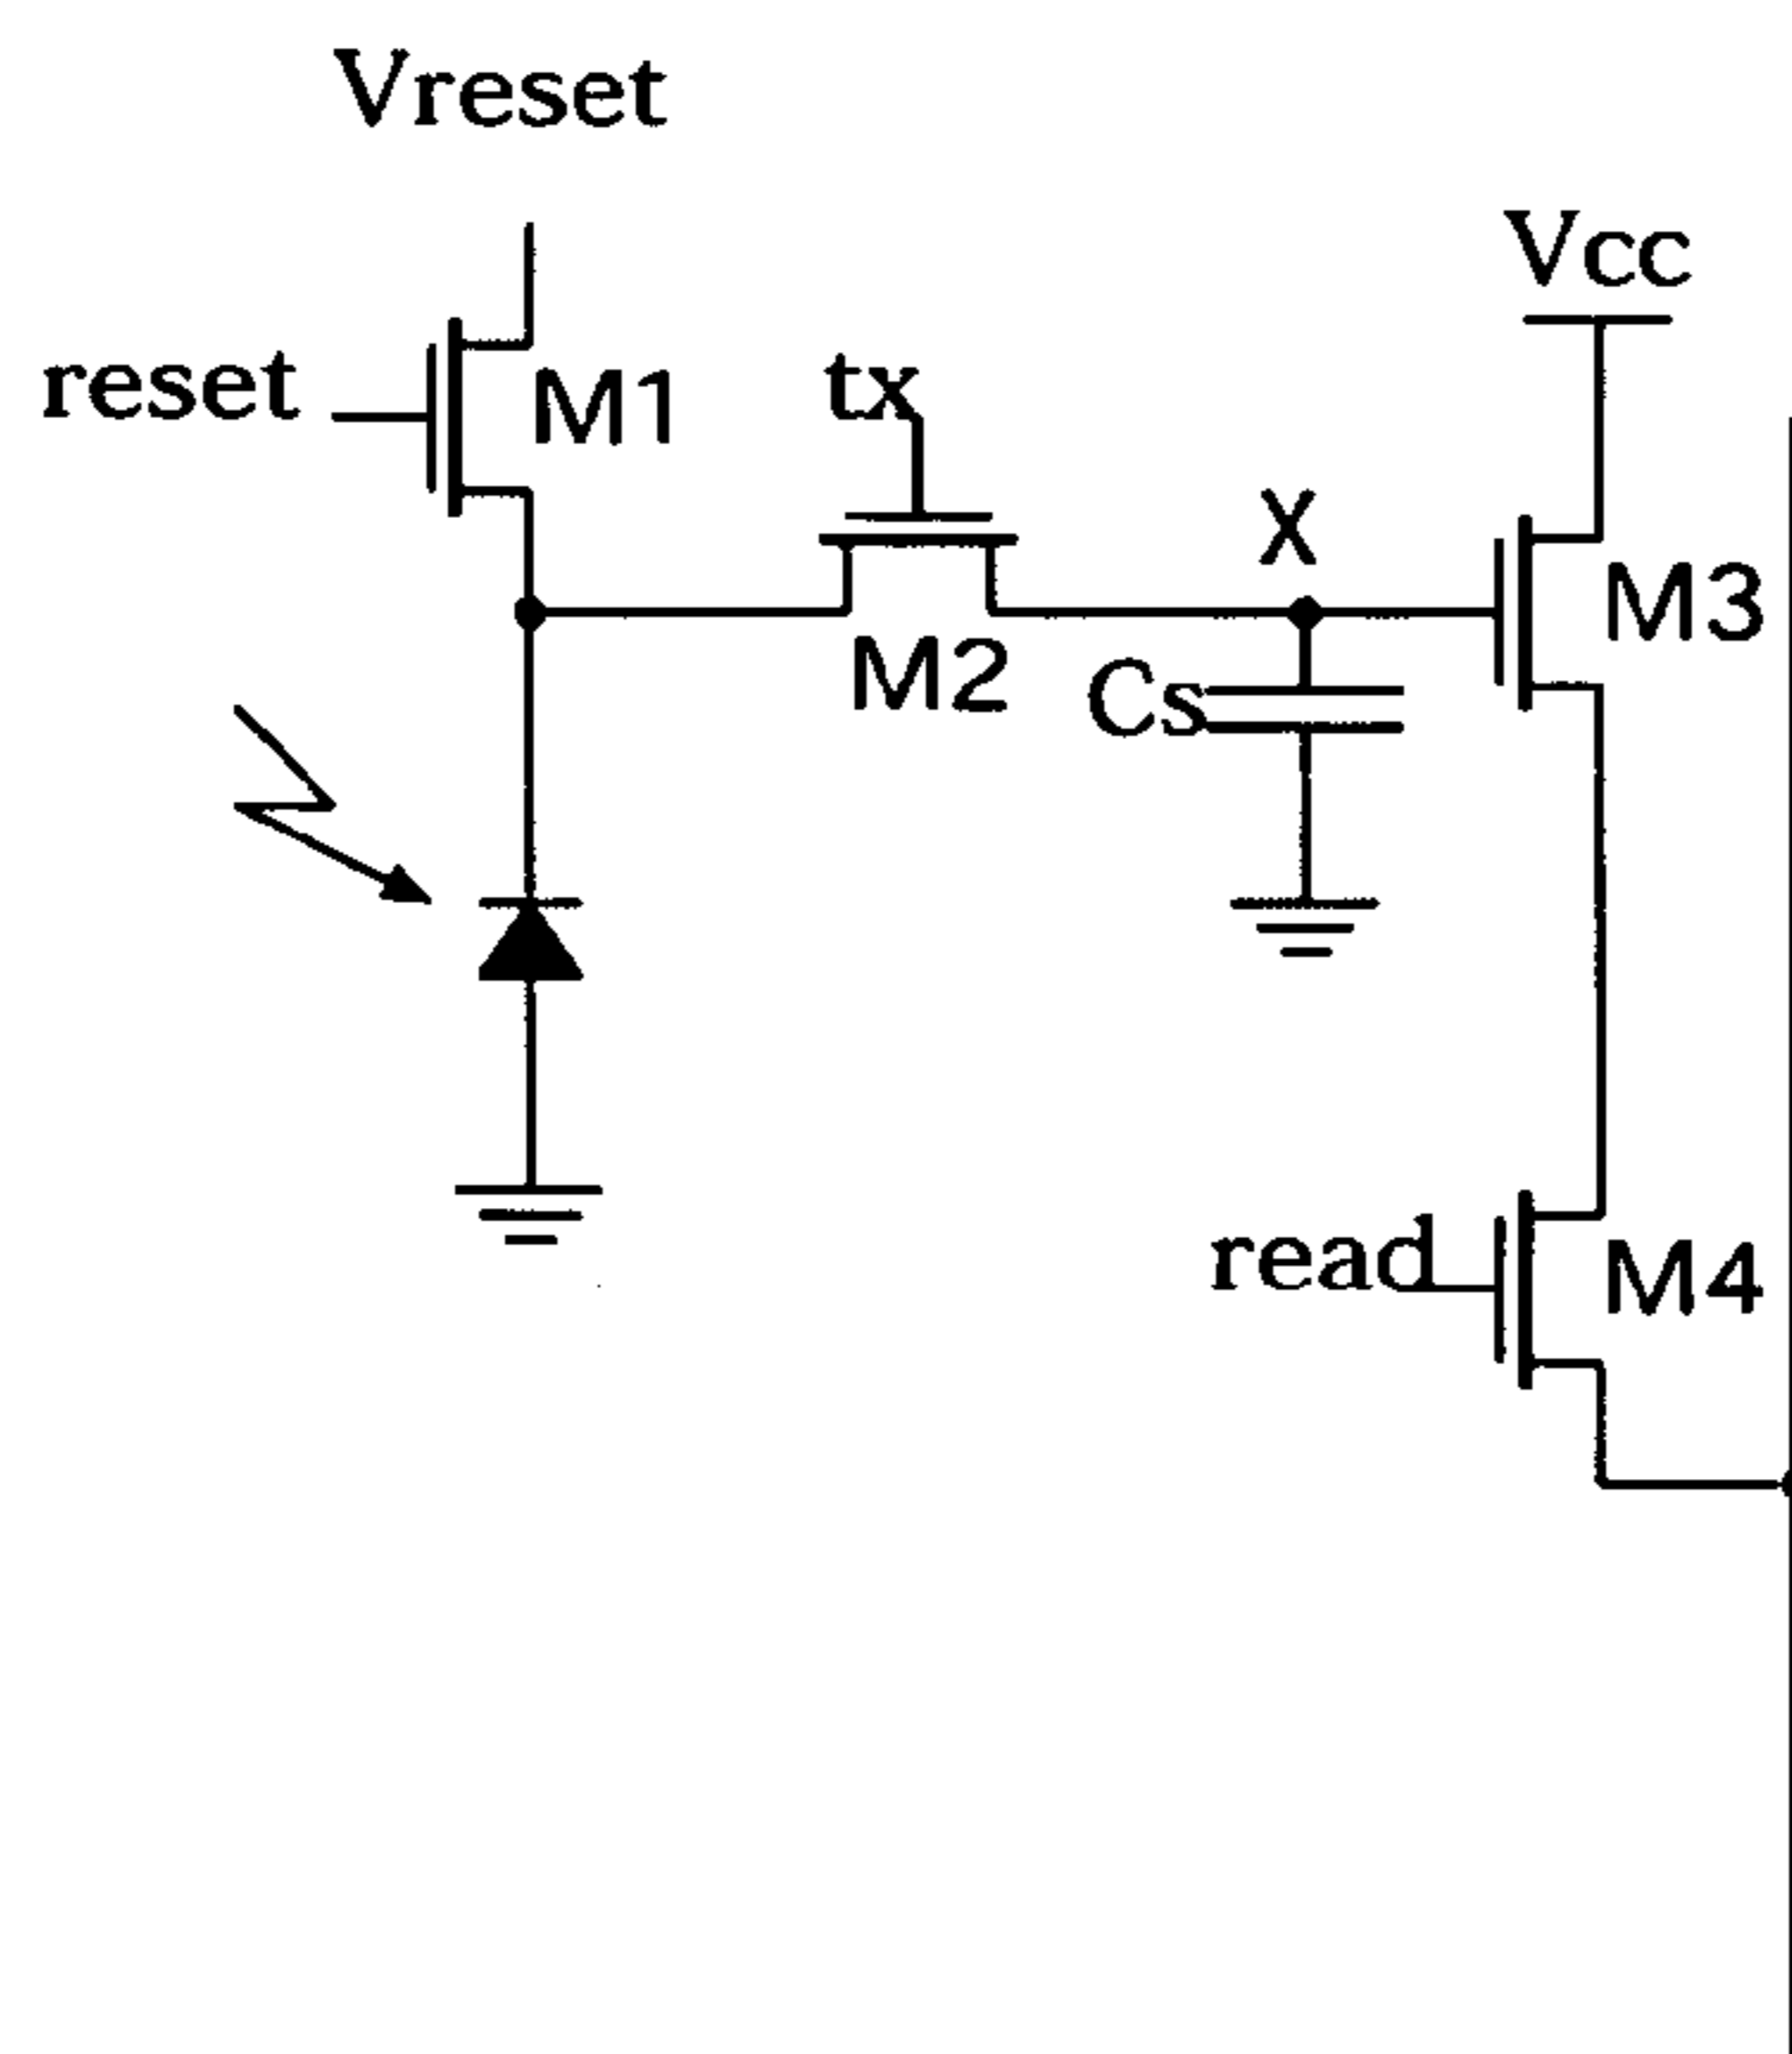 Vreset
Vcc
reset
M1
tx
X
M3
M2
Cs
read
M4